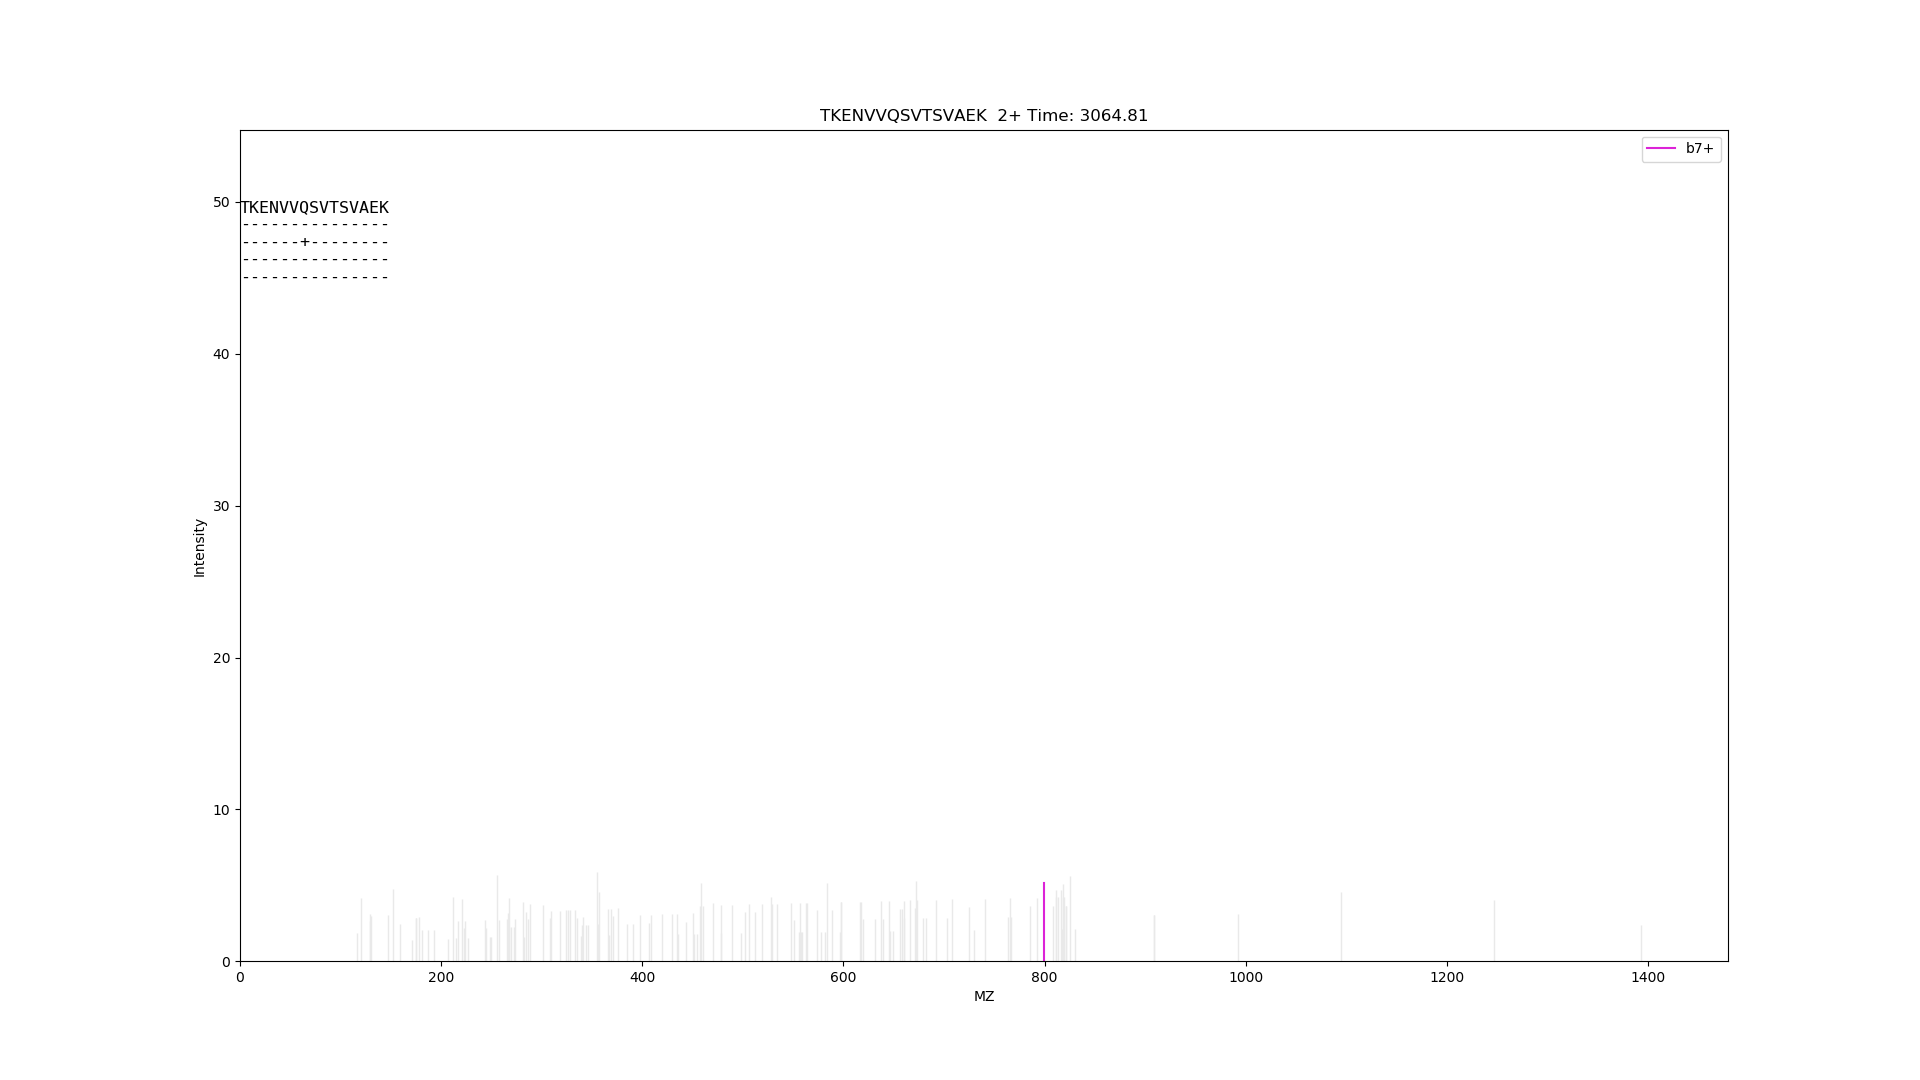 TKENVVQSVTSVAEK  2+ Time: 3064.81
b7+
TKENVVQSVTSVAEK
---------------
------+--------
---------------
---------------
50
40
30
20
10
0
Intensity
0 200 400 600 800 1000 1200 1400
MZ